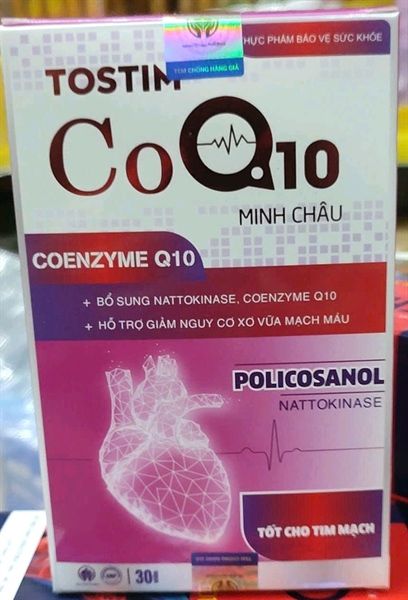 THỰC PHẨM BẢO VỆ SỨC KHỎE
TEM CHỐNG HÀNG GIẢ
TOSTIM
CoQ10
MINH CHÂU
COENZYME Q10
+ BỔ SUNG NATTOKINASE, COENZYME Q10
+ HỖ TRỢ GIẢM NGUY CƠ XƠ VỮA MẠCH MÁU
POLICOSANOL
NATTOKINASE
TỐT CHO TIM MẠCH
GMP
30